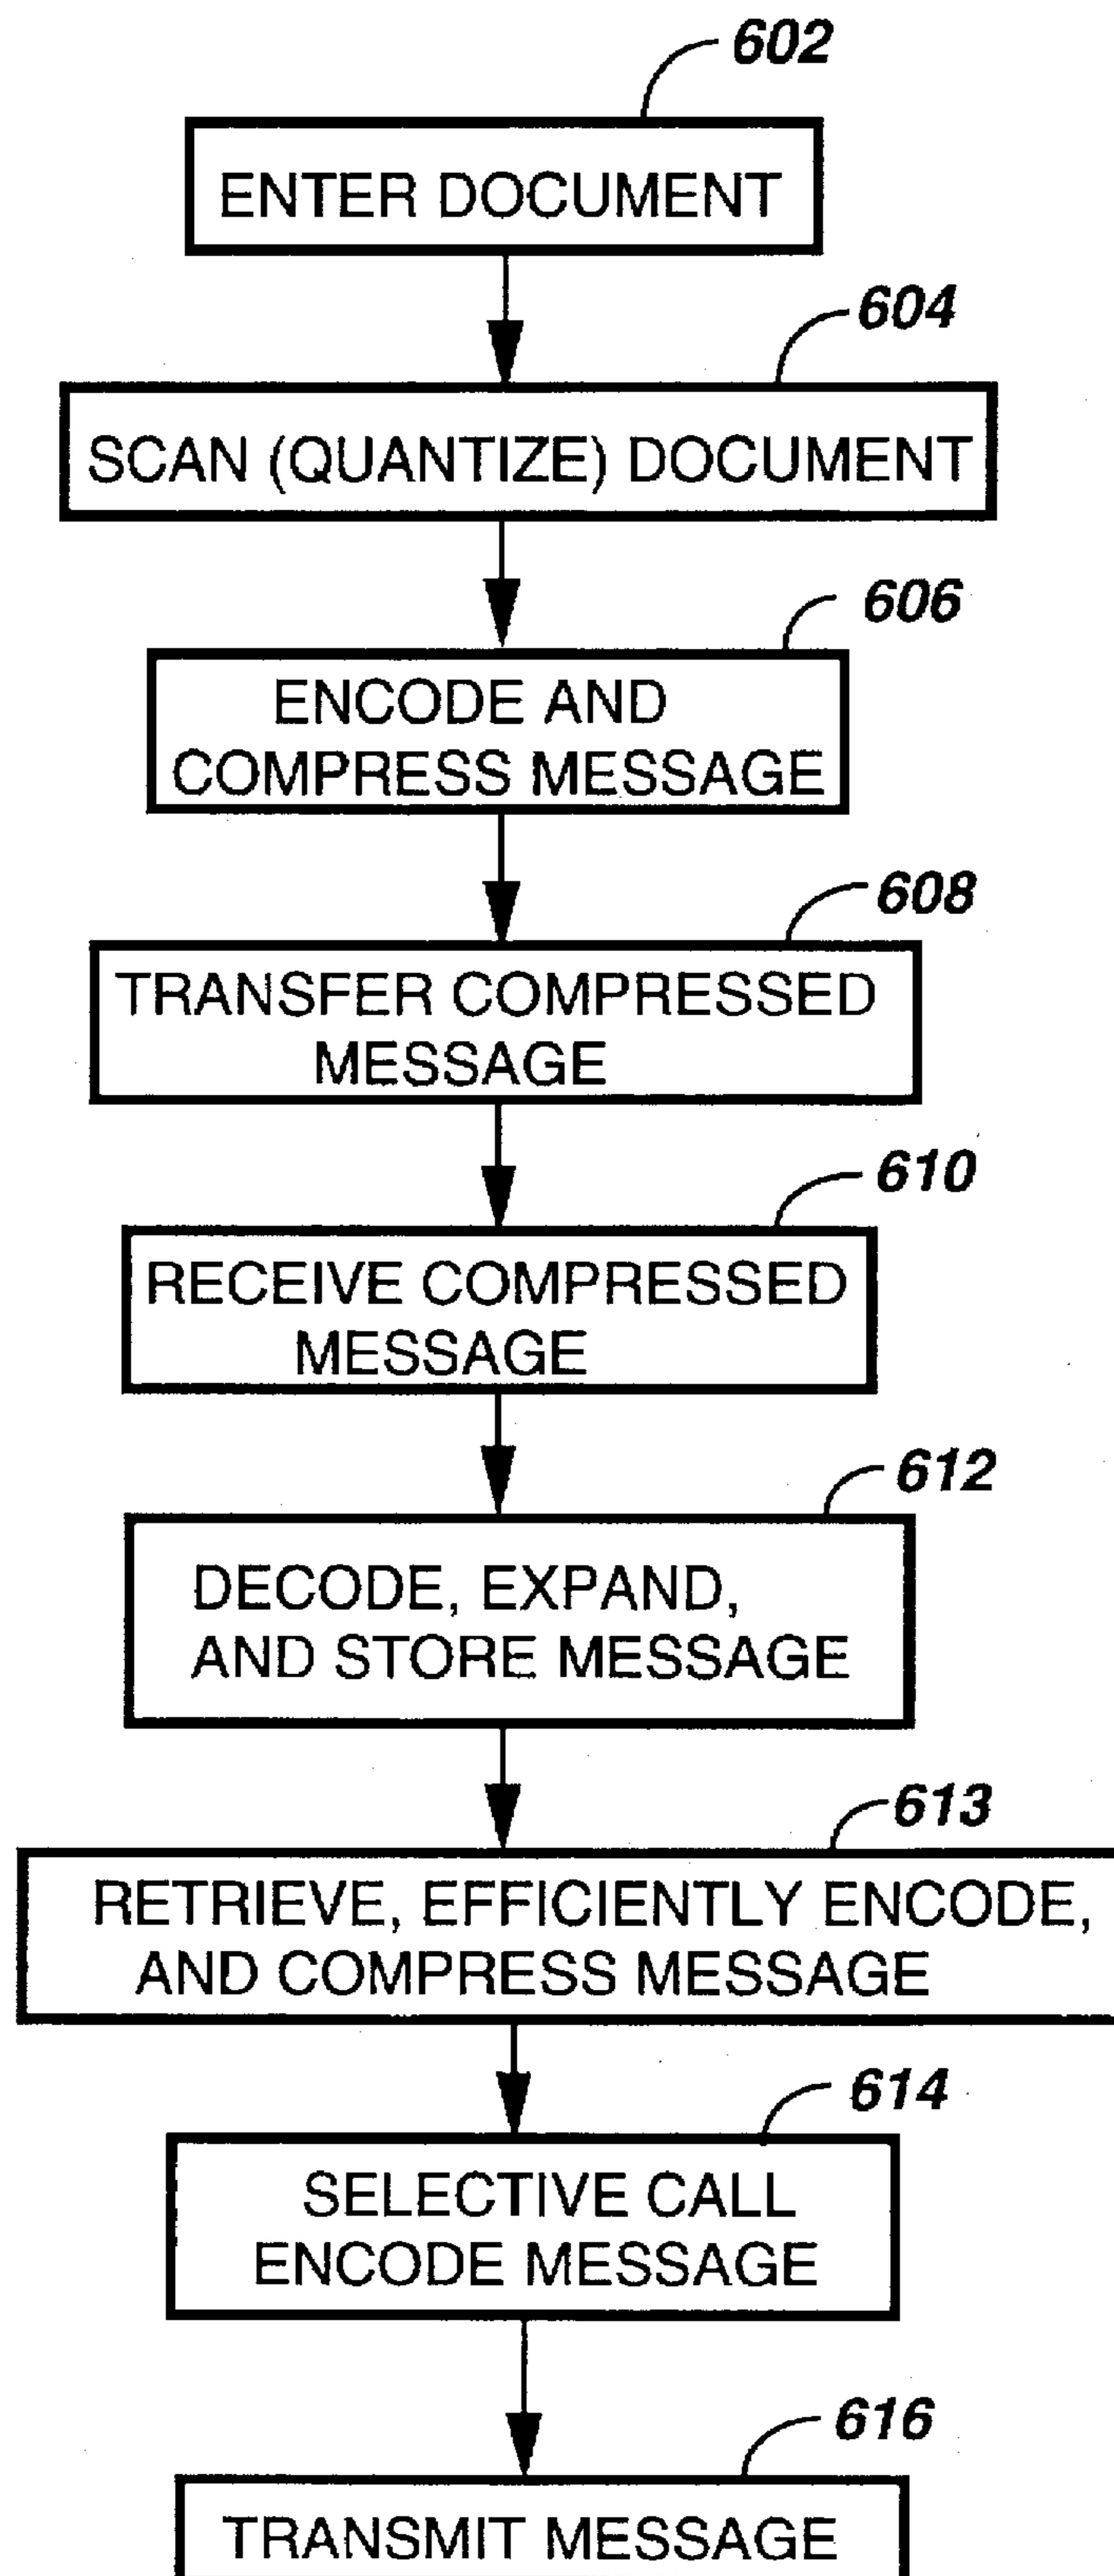 602
ENTER DOCUMENT
604
SCAN (QUANTIZE) DOCUMENT
606
ENCODE AND
COMPRESS MESSAGE
608
TRANSFER COMPRESSED
MESSAGE
610
RECEIVE COMPRESSED
MESSAGE
612
DECODE, EXPAND,
AND STORE MESSAGE
613
RETRIEVE, EFFICIENTLY ENCODE,
AND COMPRESS MESSAGE
614
SELECTIVE CALL
ENCODE MESSAGE
616
TRANSMIT MESSAGE